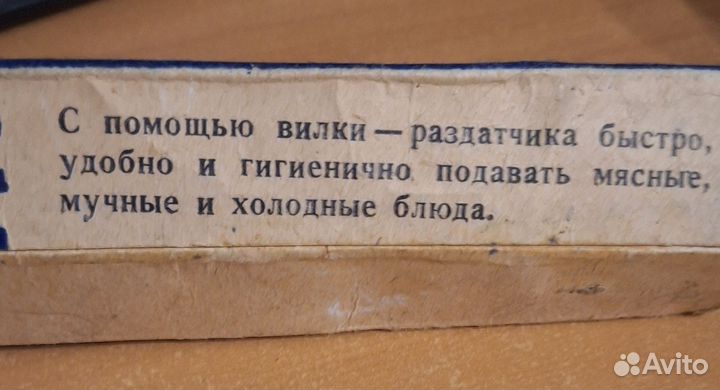 С помощью вилки — раздатчика быстро,
удобно и гигиенично подавать мясные,
мучные и холодные блюда.
Avito